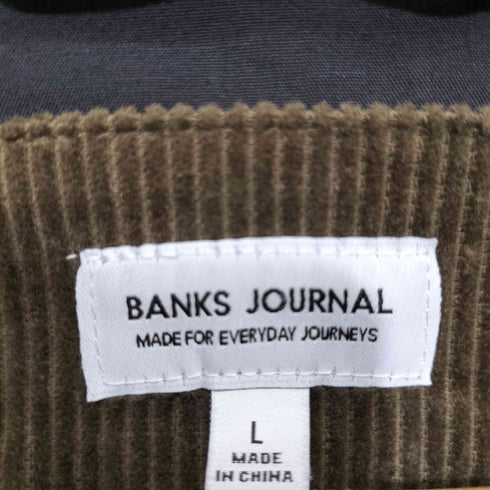 BANKS JOURNAL
MADE FOR EVERYDAY JOURNEYS
L
MADE
IN CHINA